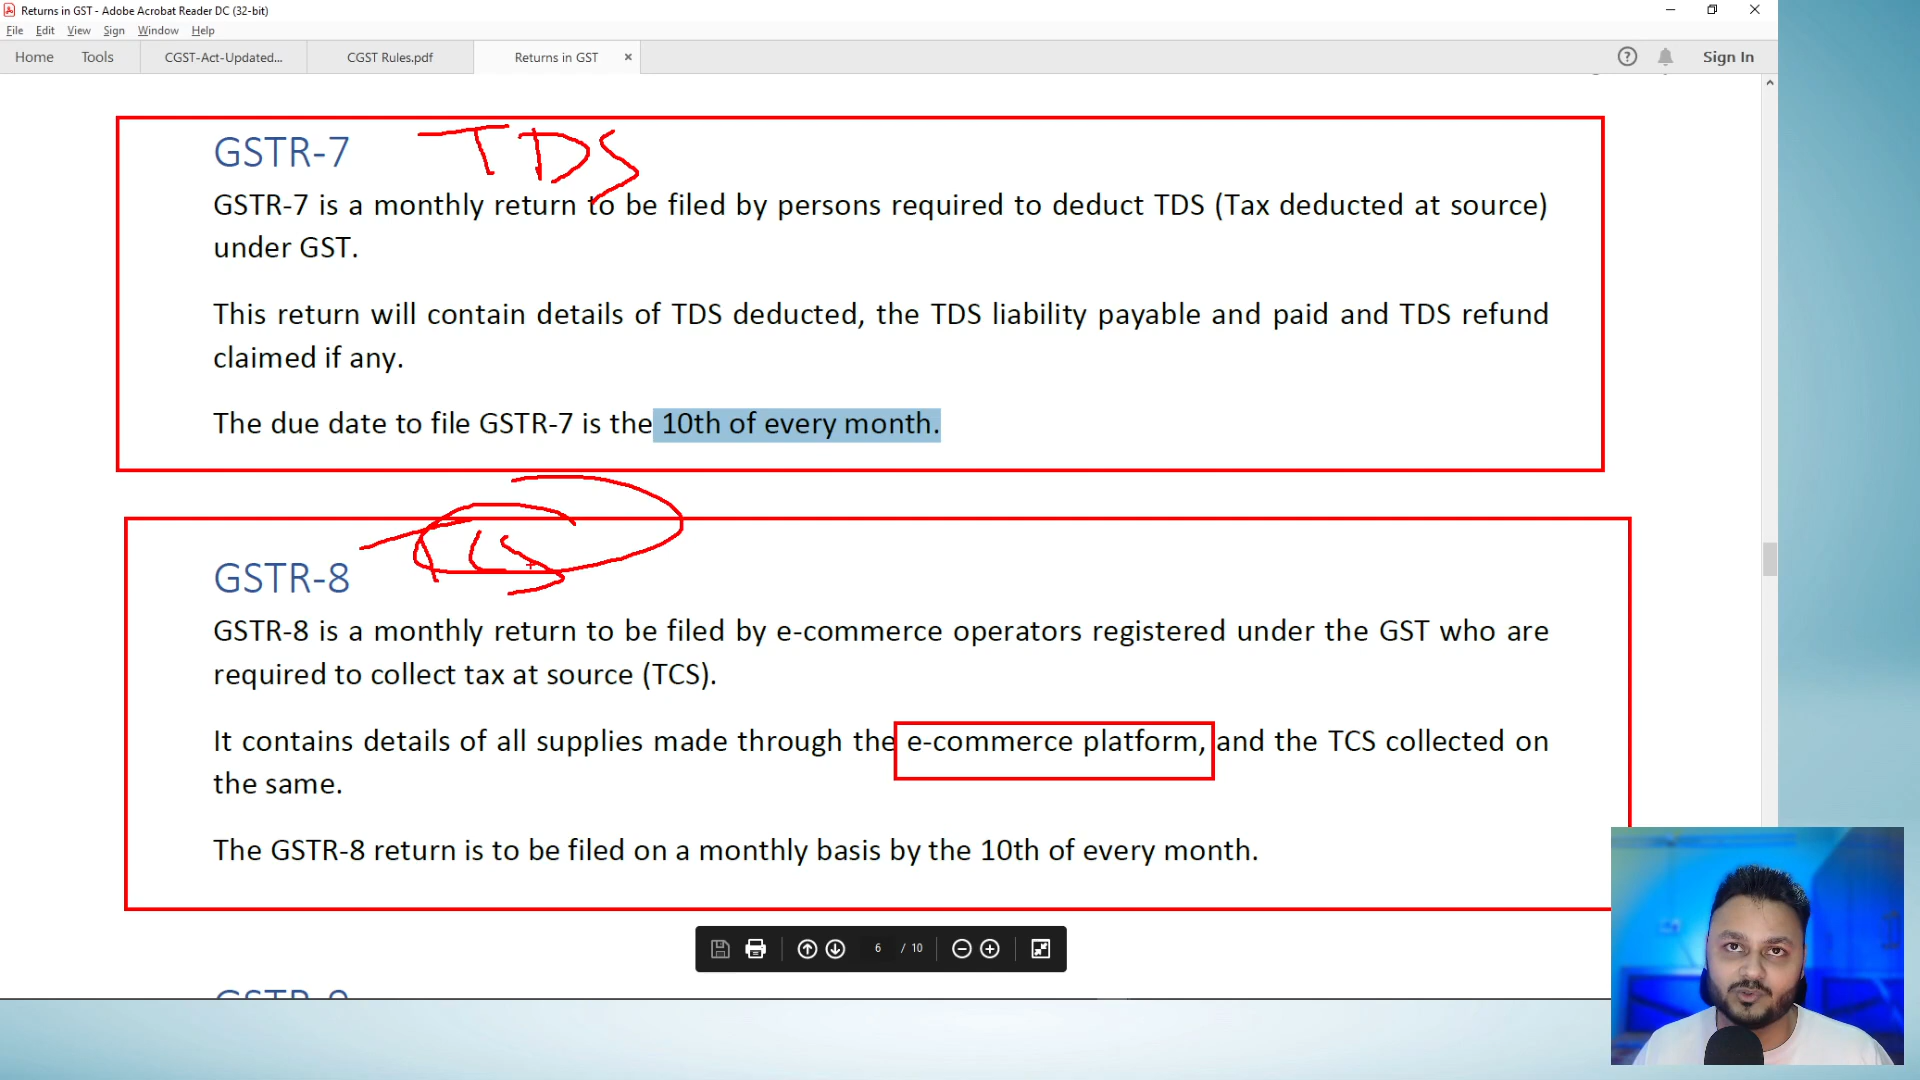 Returns in GST - Adobe Acrobat Reader DC (32-bit)
File Edit View Sign Window Help
Home Tools CGST-Act-Updated... CGST Rules.pdf Returns in GST × Sign In
GSTR-7 TDS
GSTR-7 is a monthly return to be filed by persons required to deduct TDS (Tax deducted at source)
under GST.
This return will contain details of TDS deducted, the TDS liability payable and paid and TDS refund
claimed if any.
The due date to file GSTR-7 is the 10th of every month.
TCS
GSTR-8
GSTR-8 is a monthly return to be filed by e-commerce operators registered under the GST who are
required to collect tax at source (TCS).
It contains details of all supplies made through the e-commerce platform, and the TCS collected on
the same.
The GSTR-8 return is to be filed on a monthly basis by the 10th of every month.
6 / 10
GSTR-9